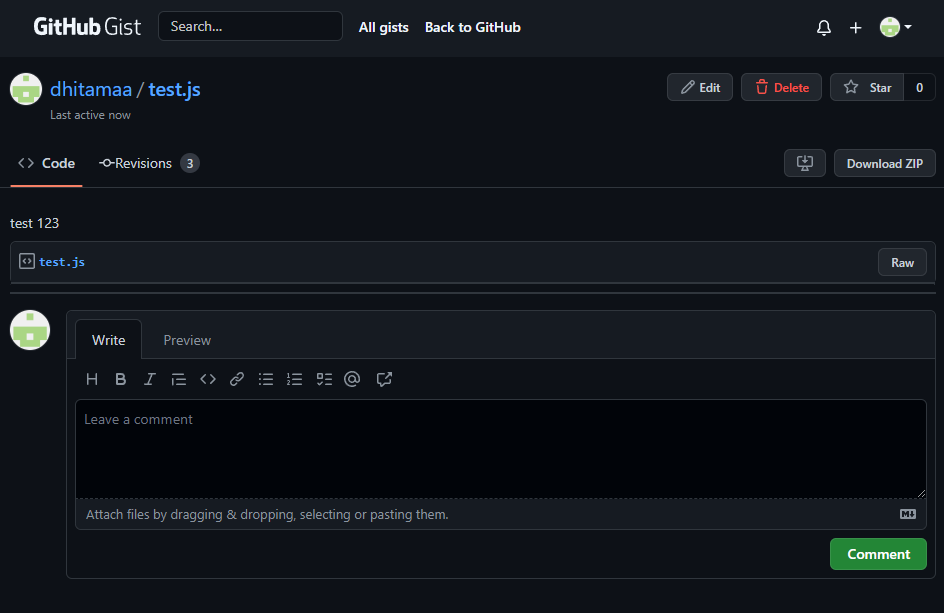 GitHub Gist Search... All gists Back to GitHub
dhitamaa / test.js Edit Delete Star 0
Last active now
Code Revisions 3 Download ZIP
test 123
test.js Raw
Write Preview
H B I @
Leave a comment
Attach files by dragging & dropping, selecting or pasting them.
Comment